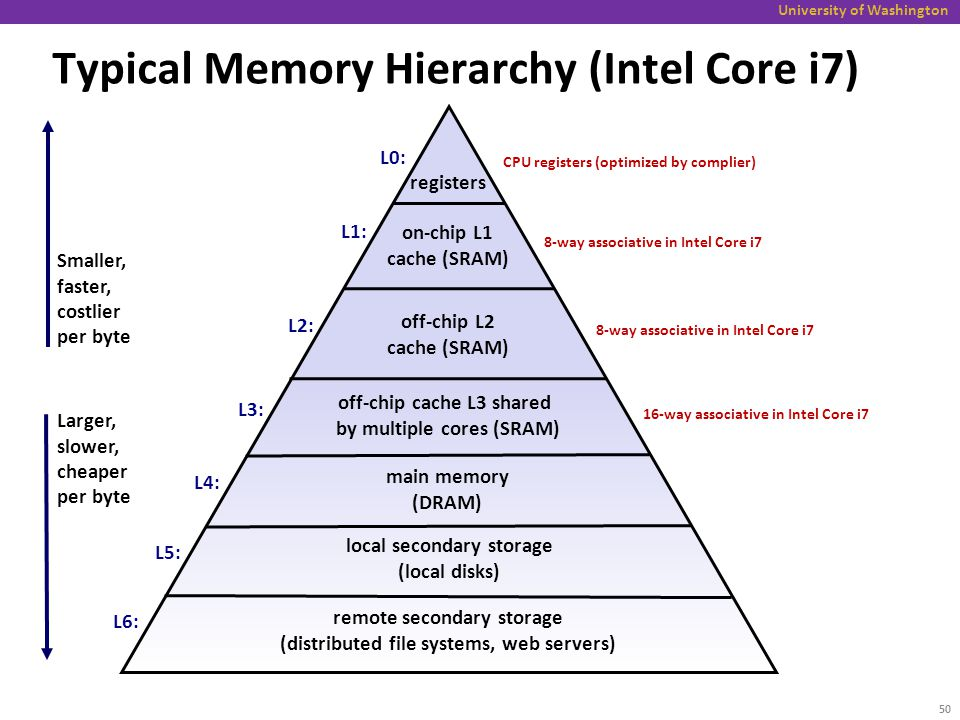 University of Washington
Typical Memory Hierarchy (Intel Core i7)
L0:
registers
CPU registers (optimized by complier)
L1:
on-chip L1
cache (SRAM)
8-way associative in Intel Core i7
Smaller,
faster,
costlier
per byte
L2:
off-chip L2
cache (SRAM)
8-way associative in Intel Core i7
L3:
off-chip cache L3 shared
by multiple cores (SRAM)
16-way associative in Intel Core i7
Larger,
slower,
cheaper
per byte
L4:
main memory
(DRAM)
L5:
local secondary storage
(local disks)
L6:
remote secondary storage
(distributed file systems, web servers)
50